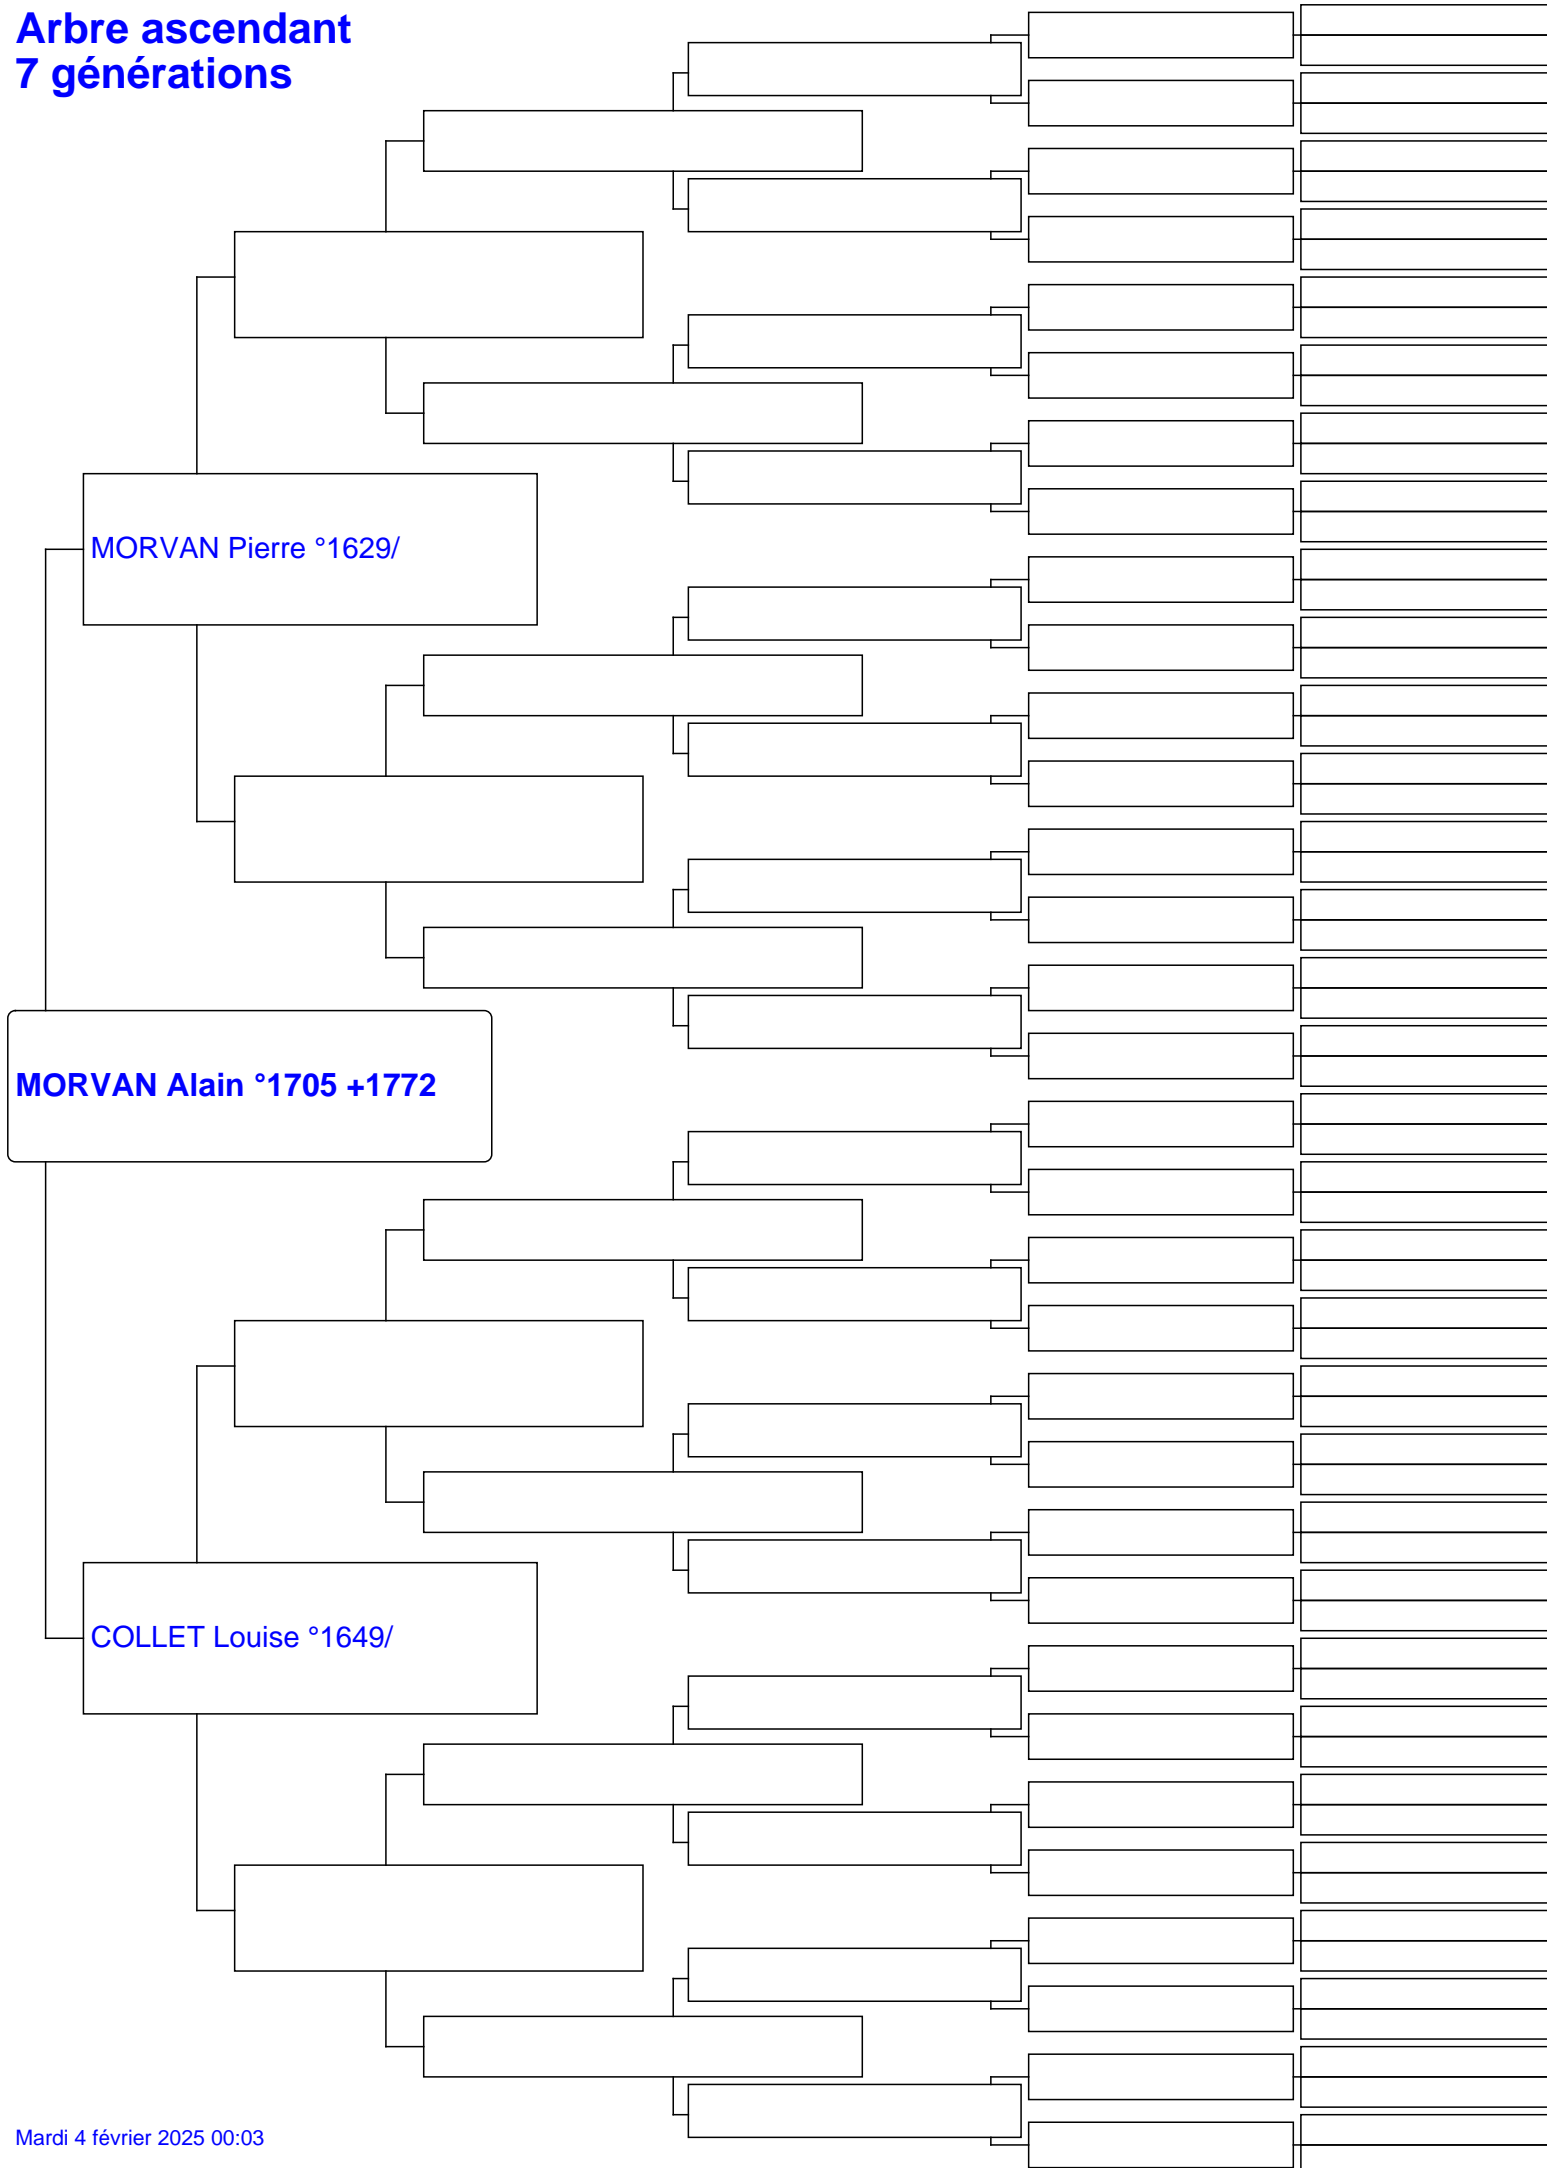 Arbre ascendant
7 générations
MORVAN Pierre °1629/
MORVAN Alain °1705 +1772
COLLET Louise °1649/
Mardi 4 février 2025 00:03